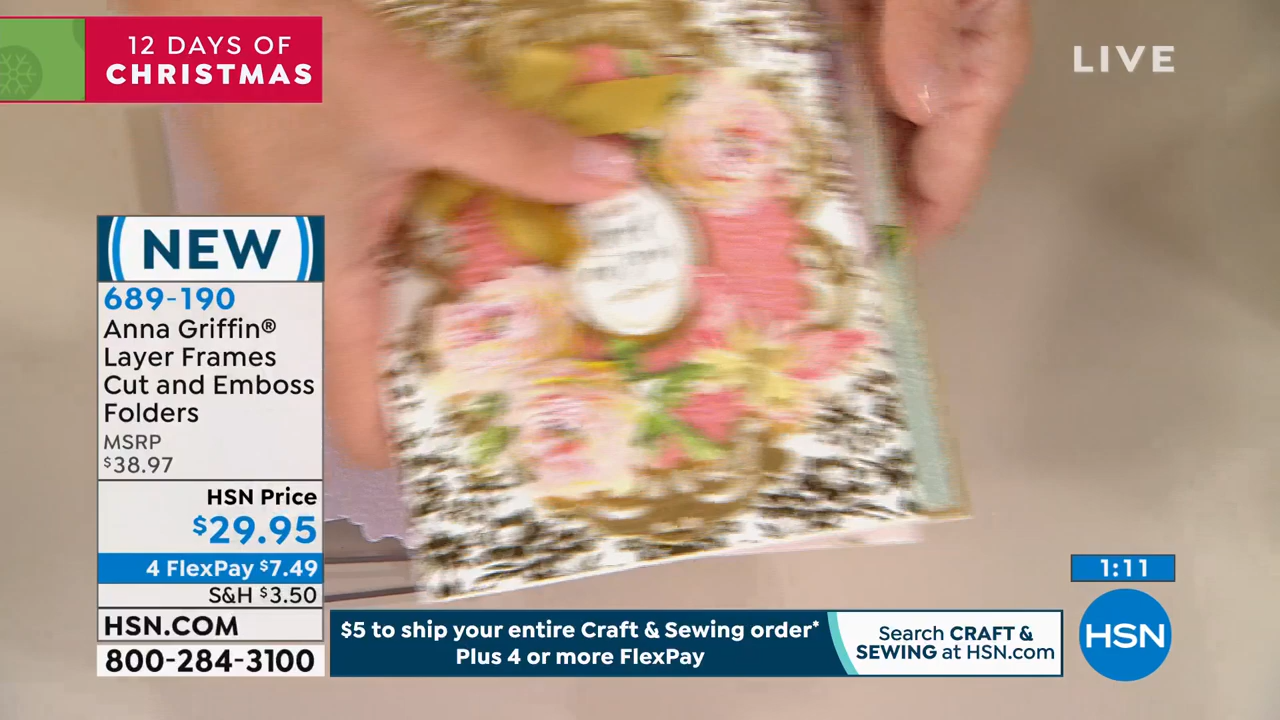 12 DAYS OF
CHRISTMAS
LIVE
NEW
689-190
Anna Griffin®
Layer Frames
Cut and Emboss
Folders
MSRP
$38.97
HSN Price
$29.95
4 FlexPay $7.49
S&H $3.50
HSN.COM
800-284-3100
$5 to ship your entire Craft & Sewing order*
Plus 4 or more FlexPay
Search CRAFT &
SEWING at HSN.com
1:11
HSN